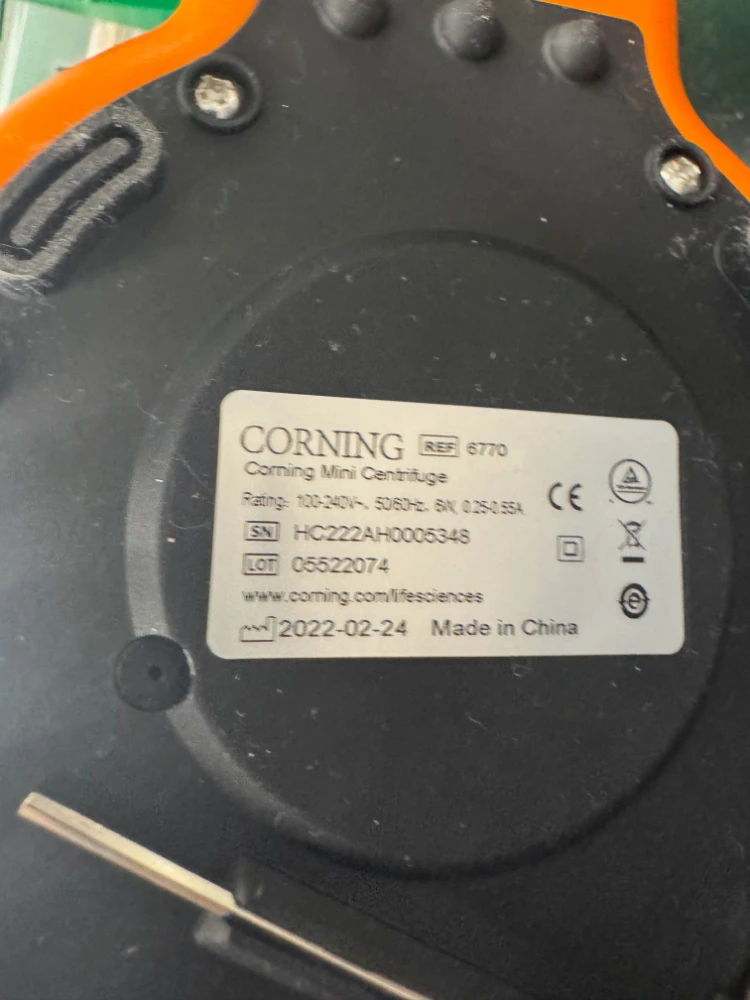 CORNING REF 6770
Corning Mini Centrifuge
Rating: 100-240V~, 50/60Hz, 6W, 0.25-0.55A
CE
SN HC222AH0005348
LOT 05522074
www.corning.com/lifesciences
2022-02-24 Made in China